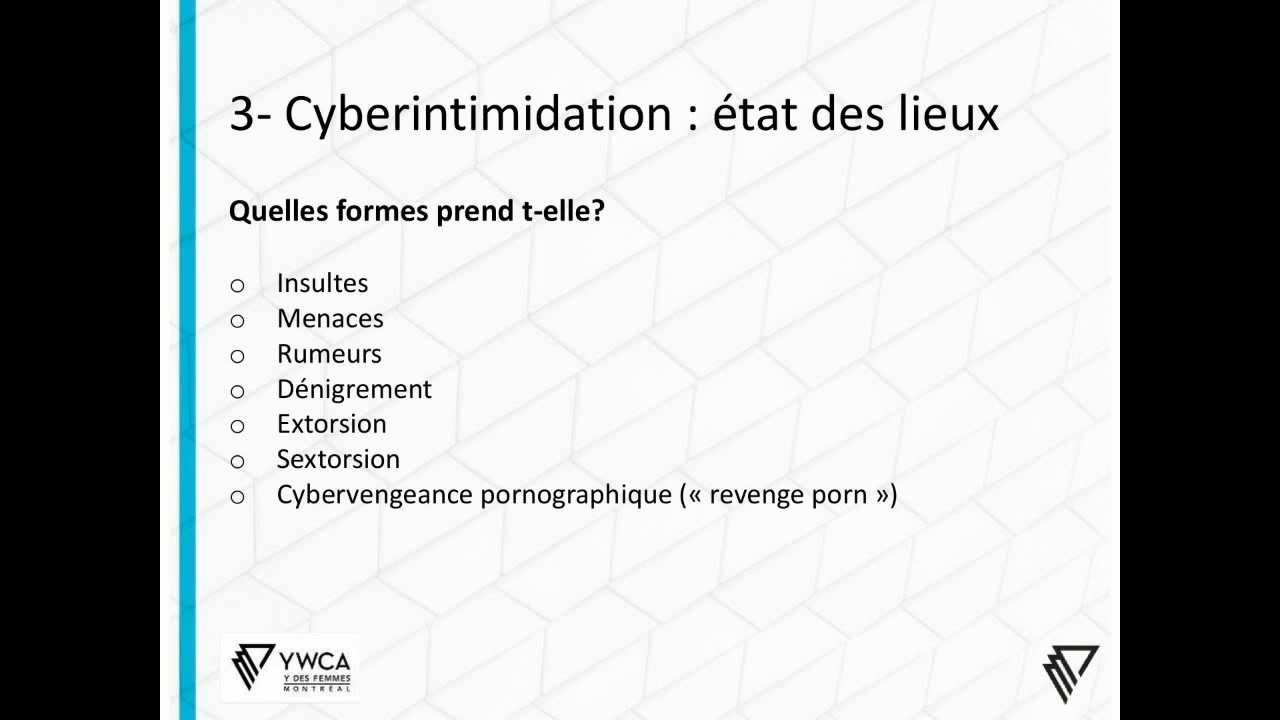 3- Cyberintimidation : état des lieux
Quelles formes prend t-elle?
o Insultes
o Menaces
o Rumeurs
o Dénigrement
o Extorsion
o Sextorsion
o Cybervengeance pornographique (« revenge porn »)
YWCA
Y DES FEMMES
MONTRÉAL